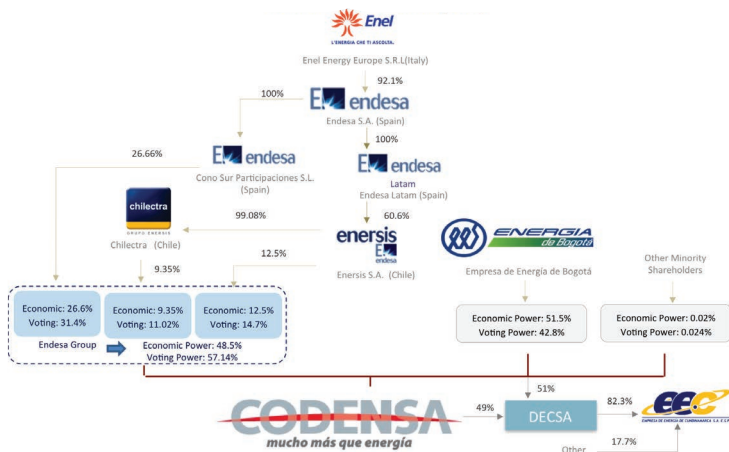 Enel
L'ENERGIA CHE TI ASCOLTA.
Enel Energy Europe S.R.L(Italy)
92.1%
100%
endesa
Endesa S.A. (Spain)
100%
26.66%
endesa
Cono Sur Participaciones S.L.
(Spain)
endesa
Latam
Endesa Latam (Spain)
chilectra
GRUPO ENERSIS
Chilectra (Chile)
99.08%
60.6%
enersis
endesa
Enersis S.A. (Chile)
ENERGIA
de Bogotá
Empresa de Energía de Bogotá
Other Minority
Shareholders
9.35%
12.5%
Economic: 26.6%
Voting: 31.4%
Economic: 9.35%
Voting: 11.02%
Economic: 12.5%
Voting: 14.7%
Endesa Group
Economic Power: 48.5%
Voting Power: 57.14%
Economic Power: 51.5%
Voting Power: 42.8%
Economic Power: 0.02%
Voting Power: 0.024%
CODENSA
mucho más que energía
49%
51%
DECSA
82.3%
eec
EMPRESA DE ENERGIA DE CUNDINAMARCA S.A. E.S.P.
17.7%
Other